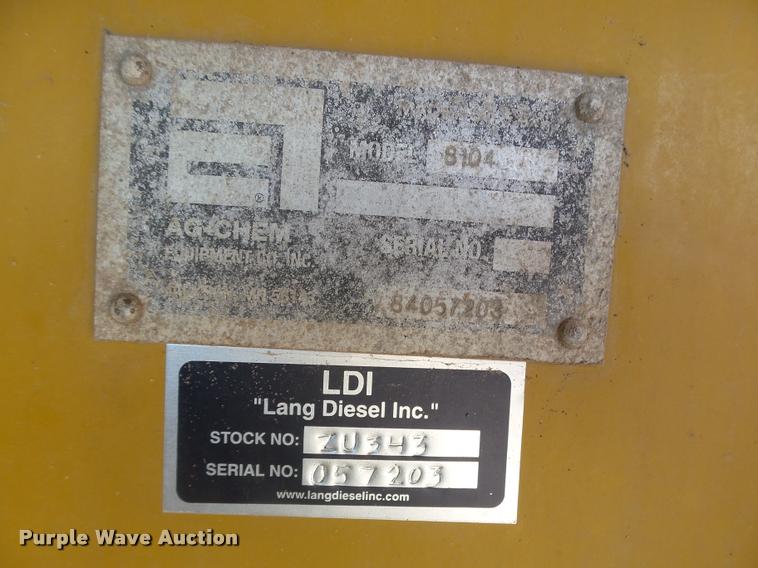 MODEL 8104
AG-CHEM
EQUIPMENT CO. INC.
SERIAL NO.
84057203
LDI
"Lang Diesel Inc."
STOCK NO: ZU343
SERIAL NO: 057203
www.langdieselinc.com
Purple Wave Auction®